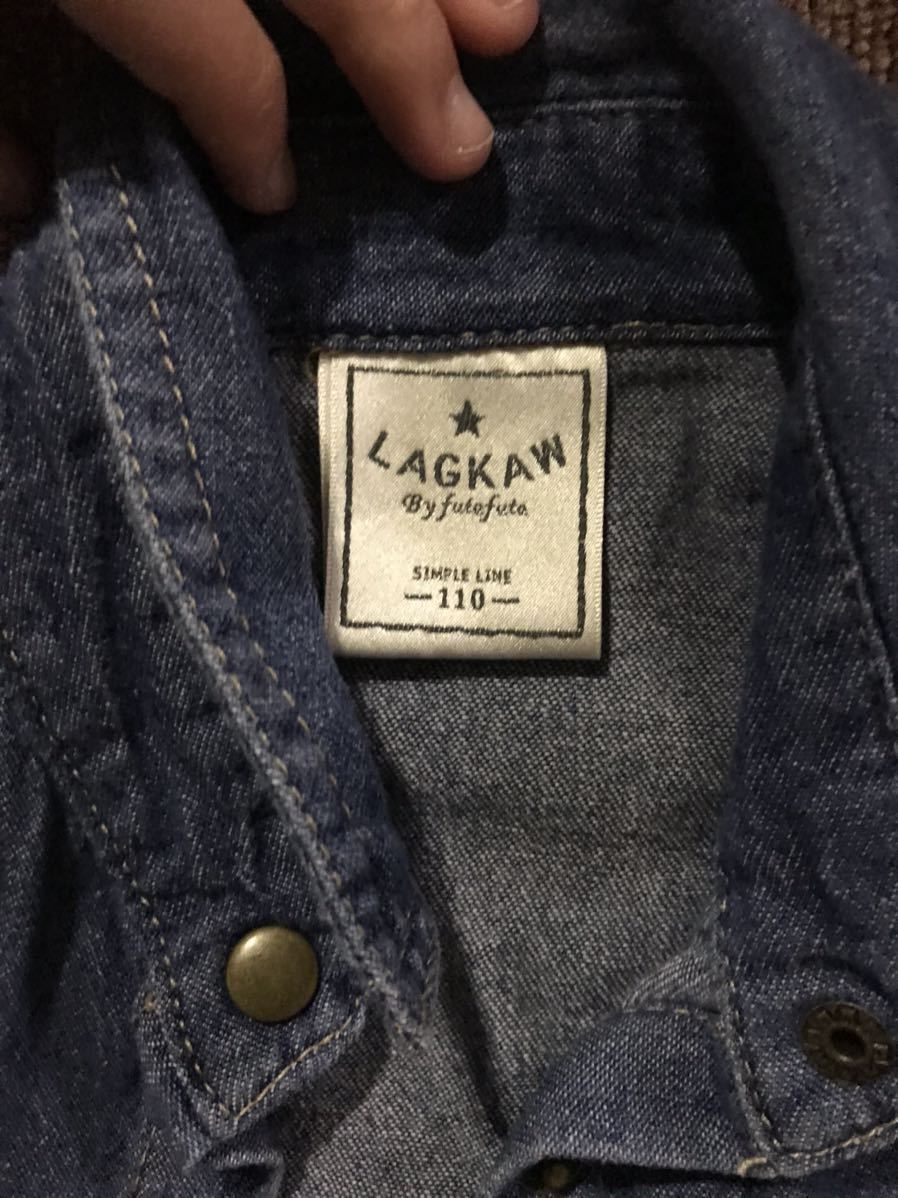 LAGKAW
By futafuta
SIMPLE LINE
—110—